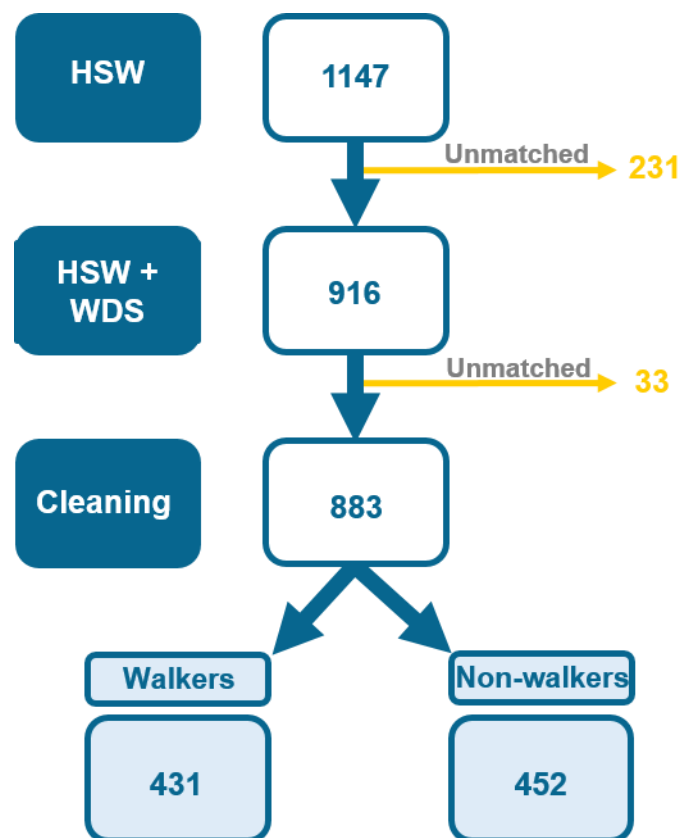 HSW
1147
Unmatched
231
HSW +
WDS
916
Unmatched
33
Cleaning
883
Walkers
Non-walkers
431
452